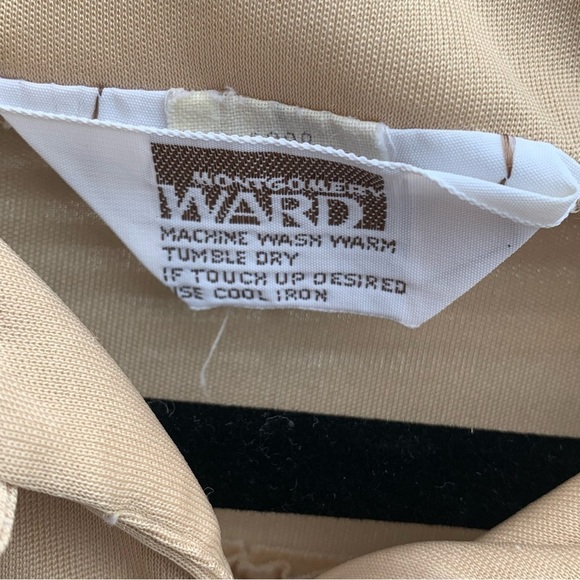 MONTGOMERY
WARD
MACHINE WASH WARM
TUMBLE DRY
IF TOUCH UP DESIRED
USE COOL IRON